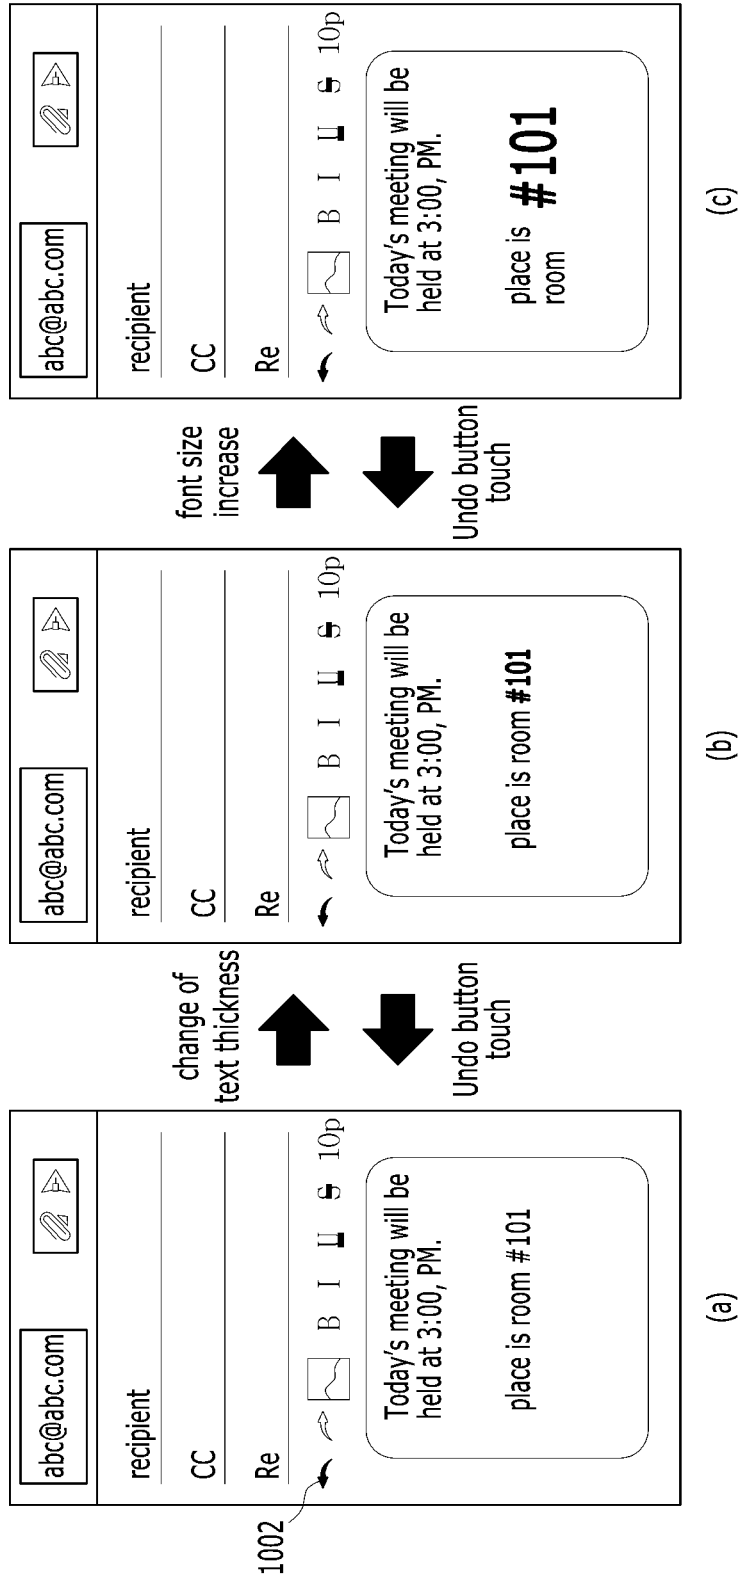 abc@abc.com
recipient
CC
Re
B I U S 10p
Today's meeting will be
held at 3:00, PM.
place is room #101
1002
(a)
change of
text thickness
Undo button
touch
abc@abc.com
recipient
CC
Re
B I U S 10p
Today's meeting will be
held at 3:00, PM.
place is room #101
(b)
font size
increase
Undo button
touch
abc@abc.com
recipient
CC
Re
B I U S 10p
Today's meeting will be
held at 3:00, PM.
place is
room #101
(c)